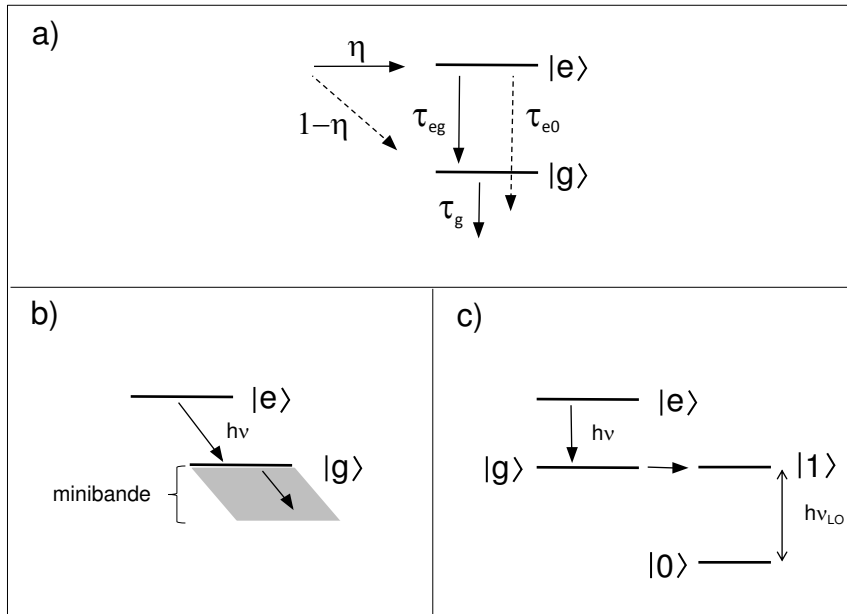 a)
η
|e⟩
1−η
τeg
τe0
|g⟩
τg
b)
|e⟩
hν
|g⟩
minibande
c)
|e⟩
hν
|g⟩
|1⟩
hνLO
|0⟩